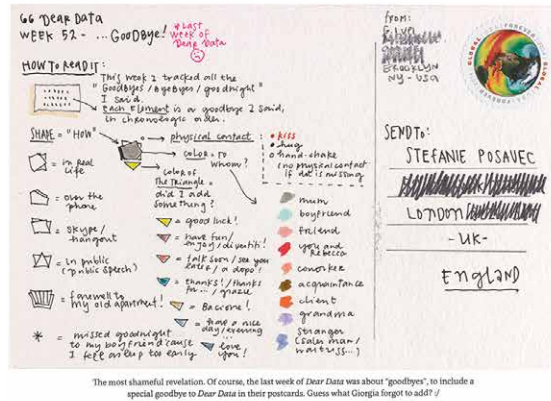 66 Dear Data
WEEK 52 - ... GOODBYE!
* LAST
week of
Dear Data
HOW TO READ IT:
This week I tracked all the
"Goodbyes / byebyes / goodnight"
I said.
Each element is a goodbye I said,
in chronological order.
SHAPE = "HOW"
= in real
life
= over the
phone
= skype/
hangout
= in public
(public speech)
= farewell to
my old apartment!
* = missed goodnight
to my boyfriend 'cause
I fell asleep too early
physical contact:
color = to
whom?
color of
The Triangle =
did I add
something?
= good luck!
= have fun/
enjoy / divertiti!
= talk soon / see you
later / a dopo!
= thanks! / thanks
for... / grazie
= Bacione!
= have a nice
day / evening
= love
you!
kiss
hug
hand-shake
(no physical contact
if dot is missing
mum
boyfriend
friend
you and
Rebecca
coworker
acquaintance
client
grandma
stranger
(sales man/
waitress...)
from:
BROOKLYN
NY - USA
GLOBAL FOREVER
SEND TO:
STEFANIE POSAVEC
LONDON
- UK -
ENGLAND
The most shameful revelation. Of course, the last week of Dear Data was about "goodbyes", to include a
special goodbye to Dear Data in their postcards. Guess what Giorgia forgot to add? :/